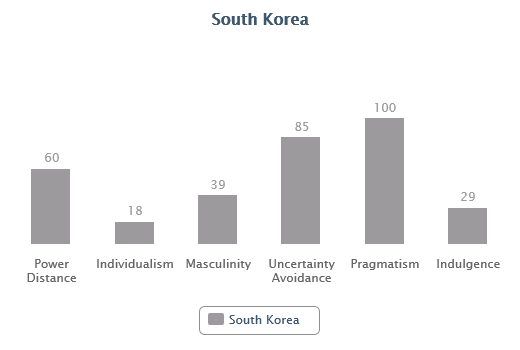 South Korea
60
18
39
85
100
29
Power
Distance
Individualism
Masculinity
Uncertainty
Avoidance
Pragmatism
Indulgence
South Korea